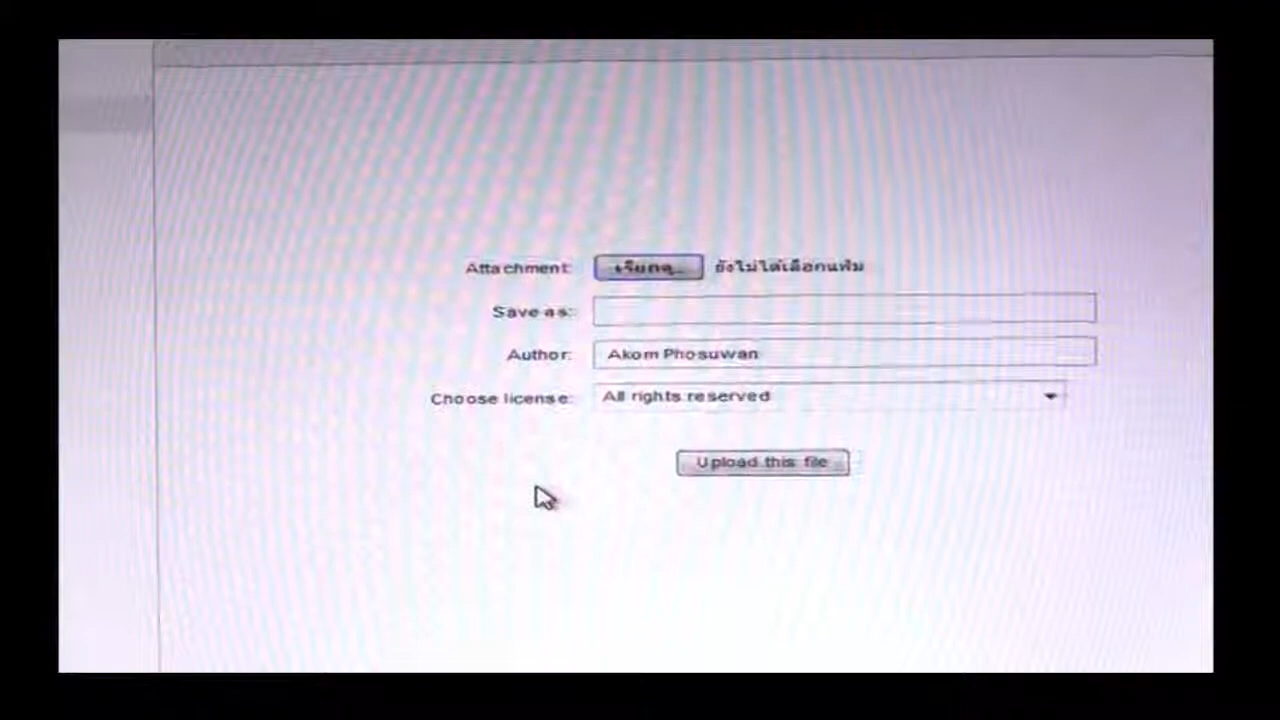 Attachment: เรียกดู... ยังไม่ได้เลือกแฟ้ม
Save as:
Author: Akom Phosuwan
Choose license: All rights reserved
Upload this file